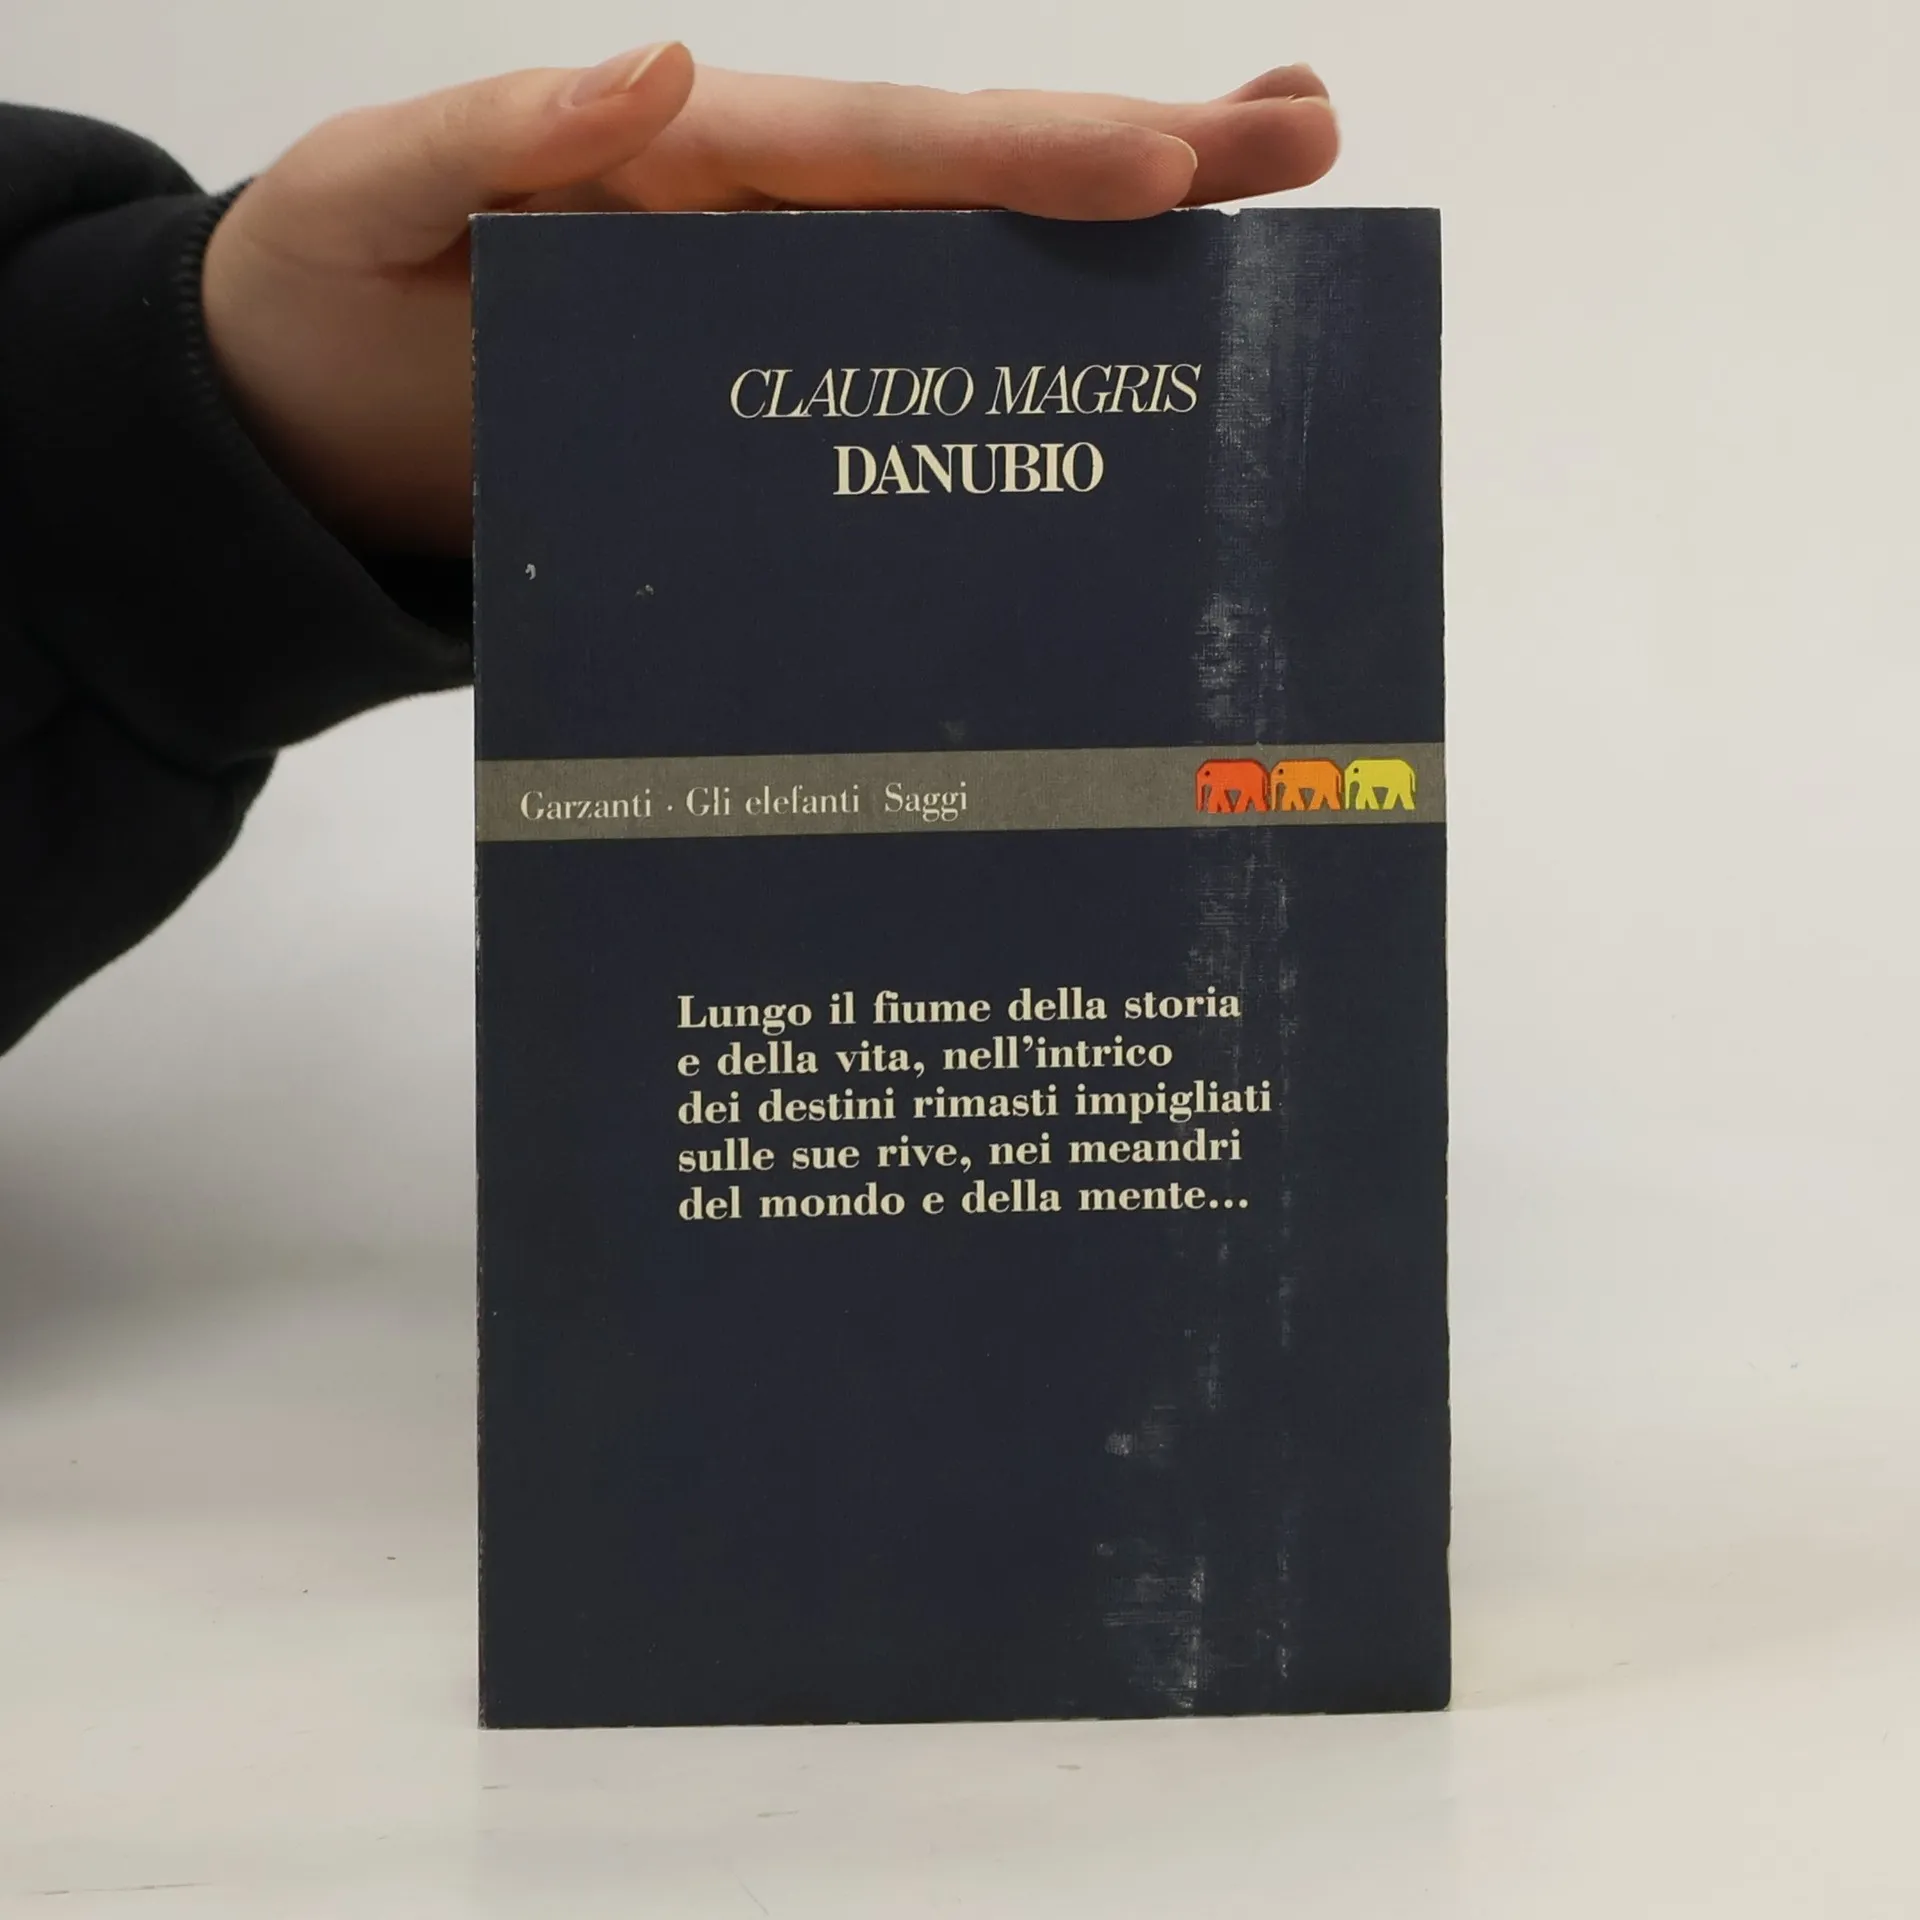 CLAUDIO MAGRIS
DANUBIO
Garzanti · Gli elefanti Saggi
Lungo il fiume della storia
e della vita, nell'intrico
dei destini rimasti impigliati
sulle sue rive, nei meandri
del mondo e della mente...